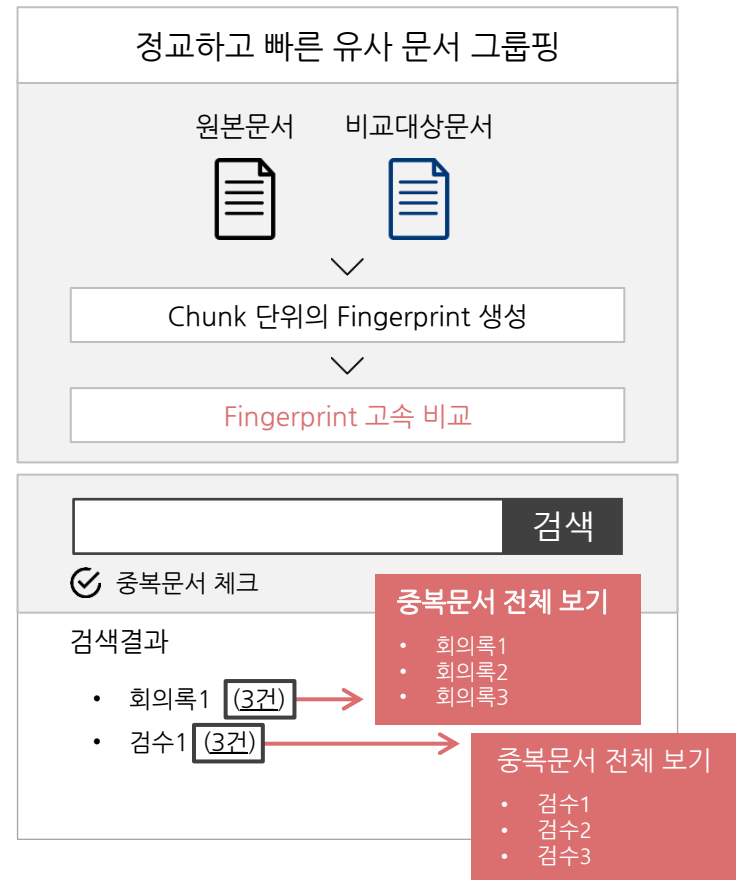 정교하고 빠른 유사 문서 그룹핑
원본문서 비교대상문서
Chunk 단위의 Fingerprint 생성
Fingerprint 고속 비교
검색
중복문서 체크
검색결과
• 회의록1 (3건)
• 검수1 (3건)
중복문서 전체 보기
• 회의록1
• 회의록2
• 회의록3
중복문서 전체 보기
• 검수1
• 검수2
• 검수3